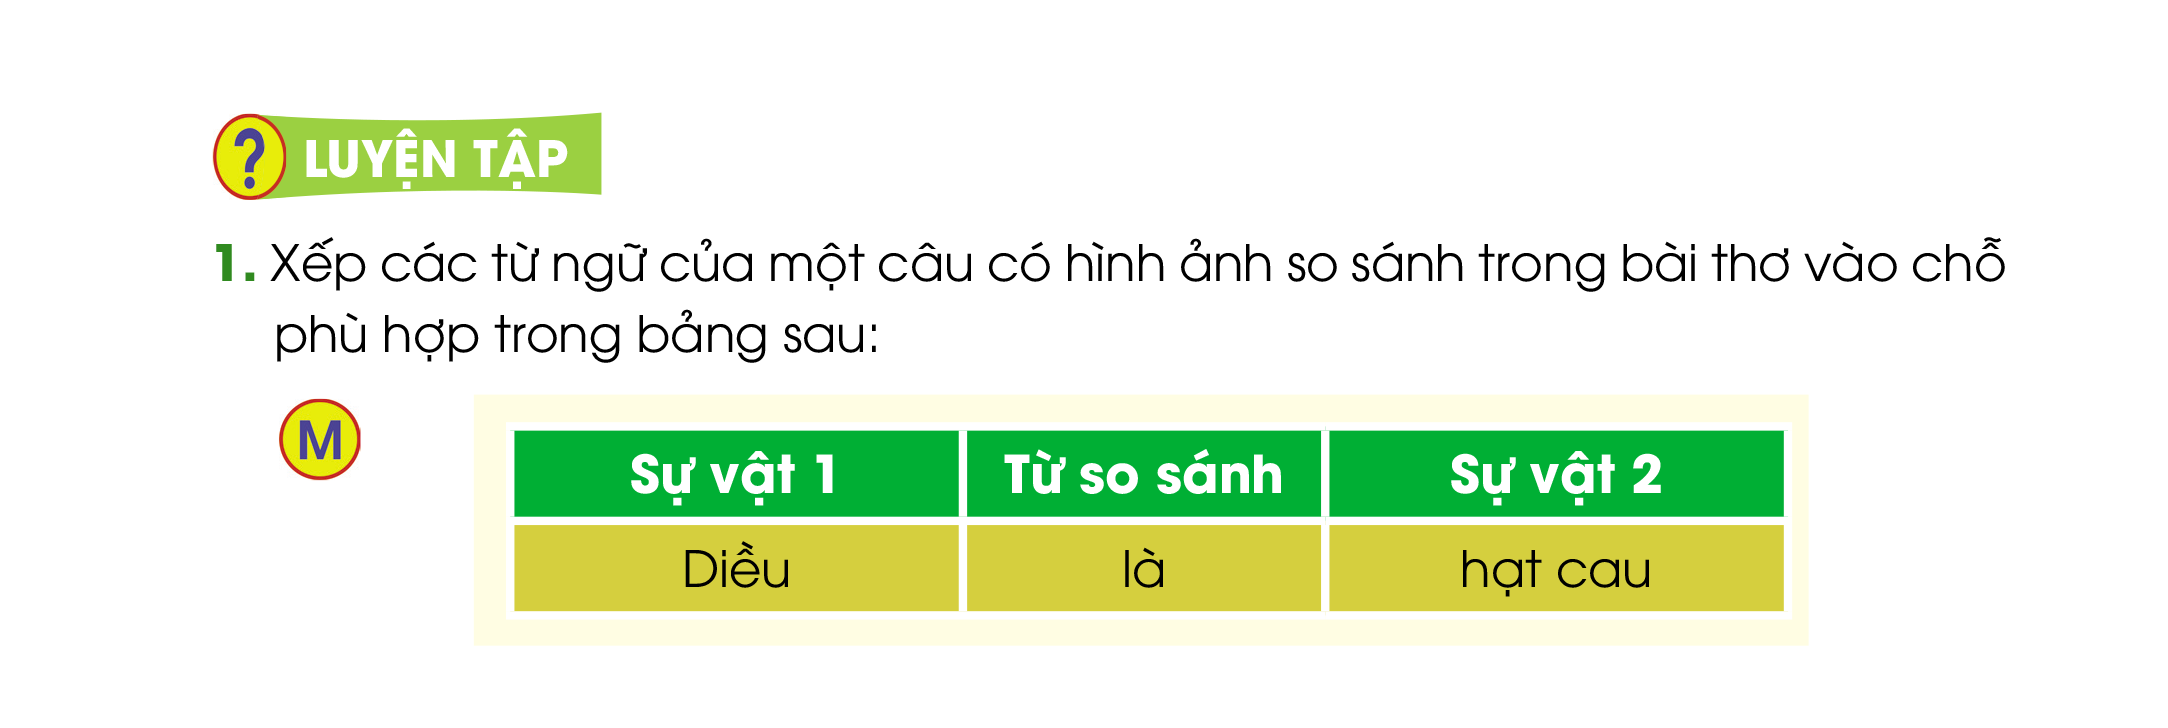 ? LUYỆN TẬP
1. Xếp các từ ngữ của một câu có hình ảnh so sánh trong bài thơ vào chỗ
phù hợp trong bảng sau:
M
Sự vật 1 Từ so sánh Sự vật 2
Diều là hạt cau